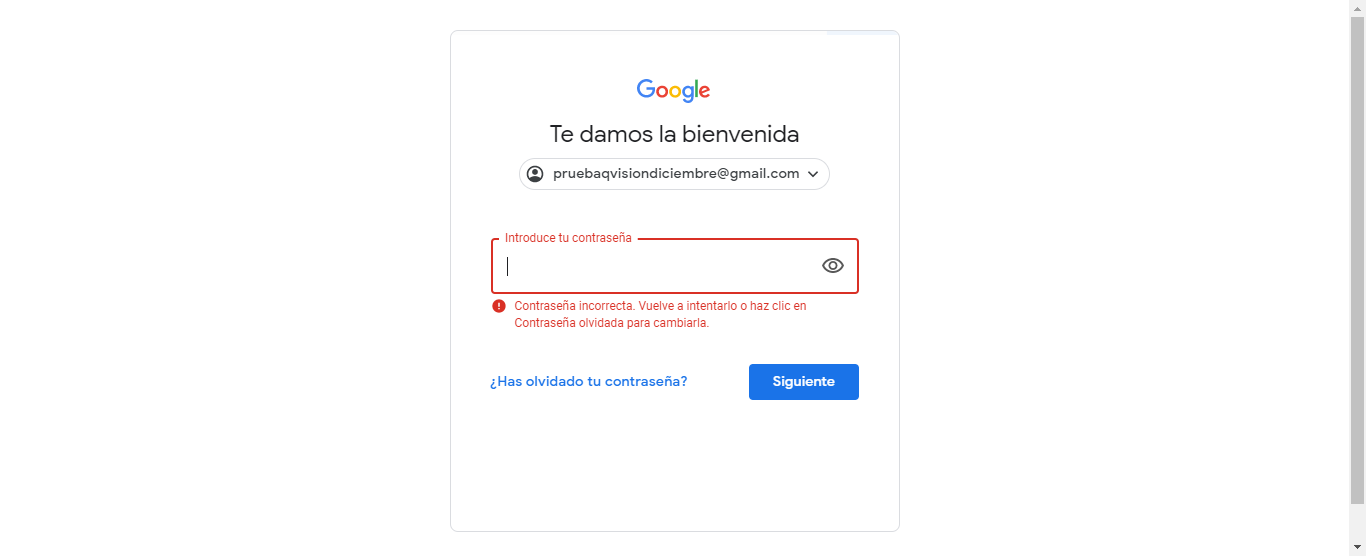 Google
Te damos la bienvenida
pruebaqvisiondiciembre@gmail.com
Introduce tu contraseña
Contraseña incorrecta. Vuelve a intentarlo o haz clic en
Contraseña olvidada para cambiarla.
¿Has olvidado tu contraseña?
Siguiente